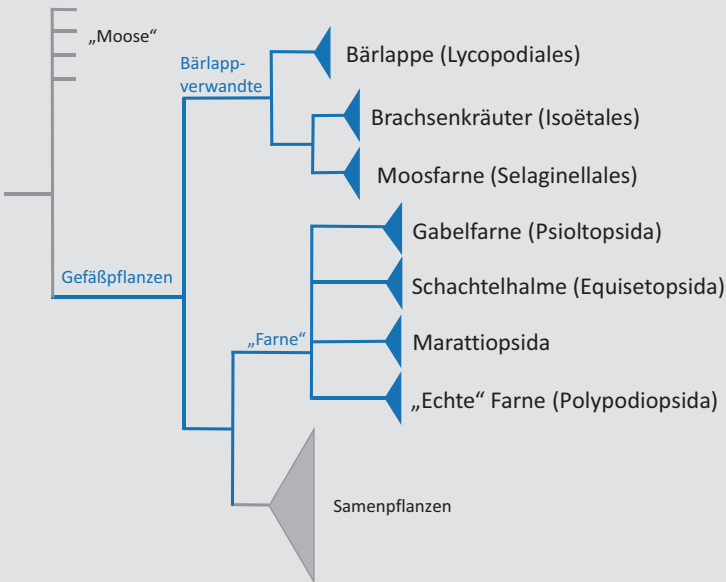 „Moose“
Bärlapp-
verwandte
Bärlappe (Lycopodiales)
Brachsenkräuter (Isoëtales)
Moosfarne (Selaginellales)
Gefäßpflanzen
Gabelfarne (Psioltopsida)
Schachtelhalme (Equisetopsida)
„Farne“
Marattiopsida
„Echte“ Farne (Polypodiopsida)
Samenpflanzen